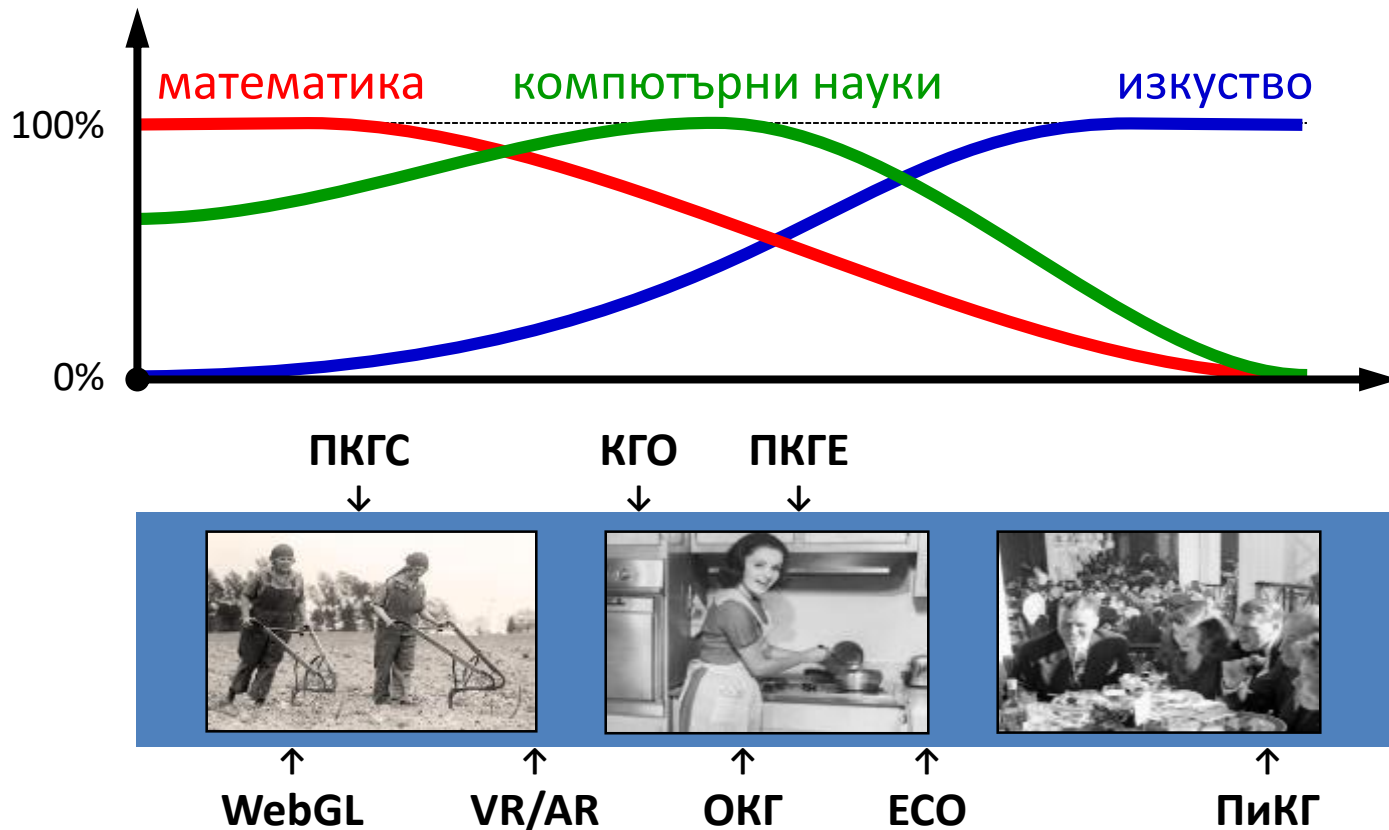 математика компютърни науки изкуство
100%
0%
ПКГС КГО ПКГЕ
↓ ↓ ↓
↑ ↑ ↑ ↑ ↑
WebGL VR/AR ОКГ ECO ПиКГ